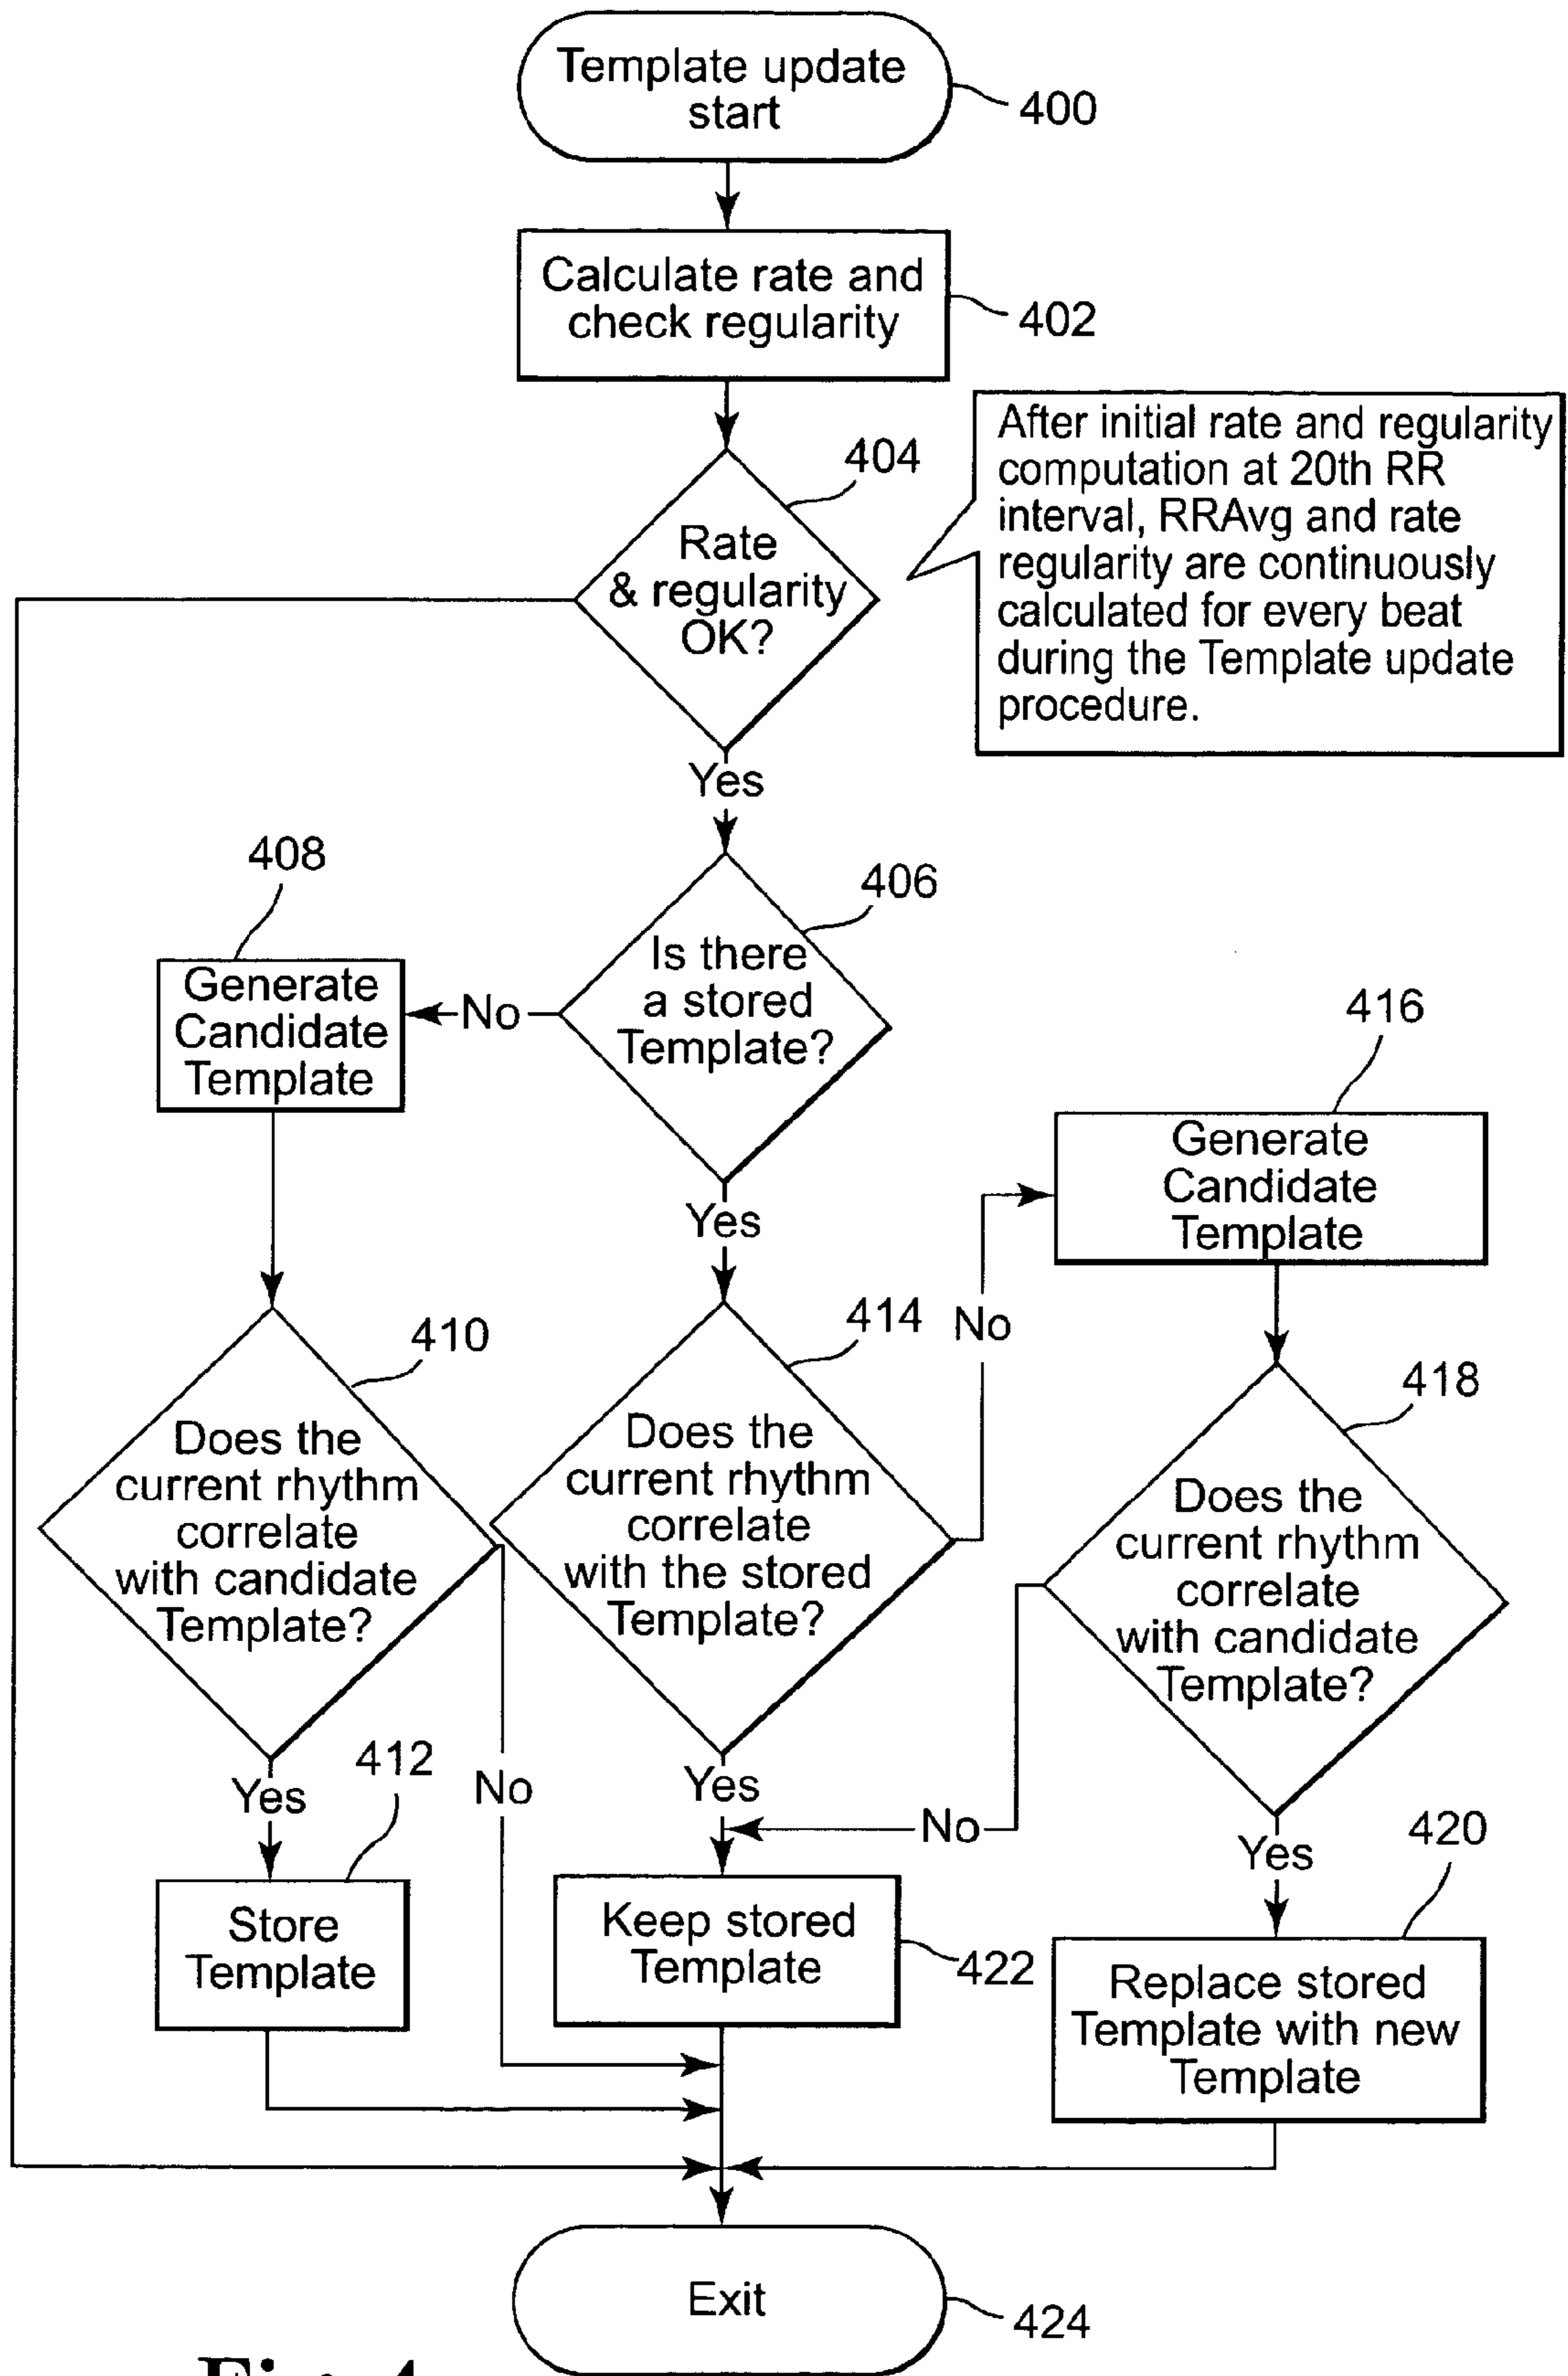 Template update
start
400
Calculate rate and
check regularity
402
After initial rate and regularity
computation at 20th RR
interval, RRAvg and rate
regularity are continuously
calculated for every beat
during the Template update
procedure.
404
Rate
& regularity
OK?
Yes
408
406
Is there
a stored
Template?
Generate
Candidate
Template
No
416
Generate
Candidate
Template
Yes
410
414
No
418
Does the
current rhythm
correlate
with candidate
Template?
Does the
current rhythm
correlate
with the stored
Template?
Does the
current rhythm
correlate
with candidate
Template?
Yes
412
No
Yes
No
Yes
420
Store
Template
Keep stored
Template
422
Replace stored
Template with new
Template
Exit
424
Fig. 4